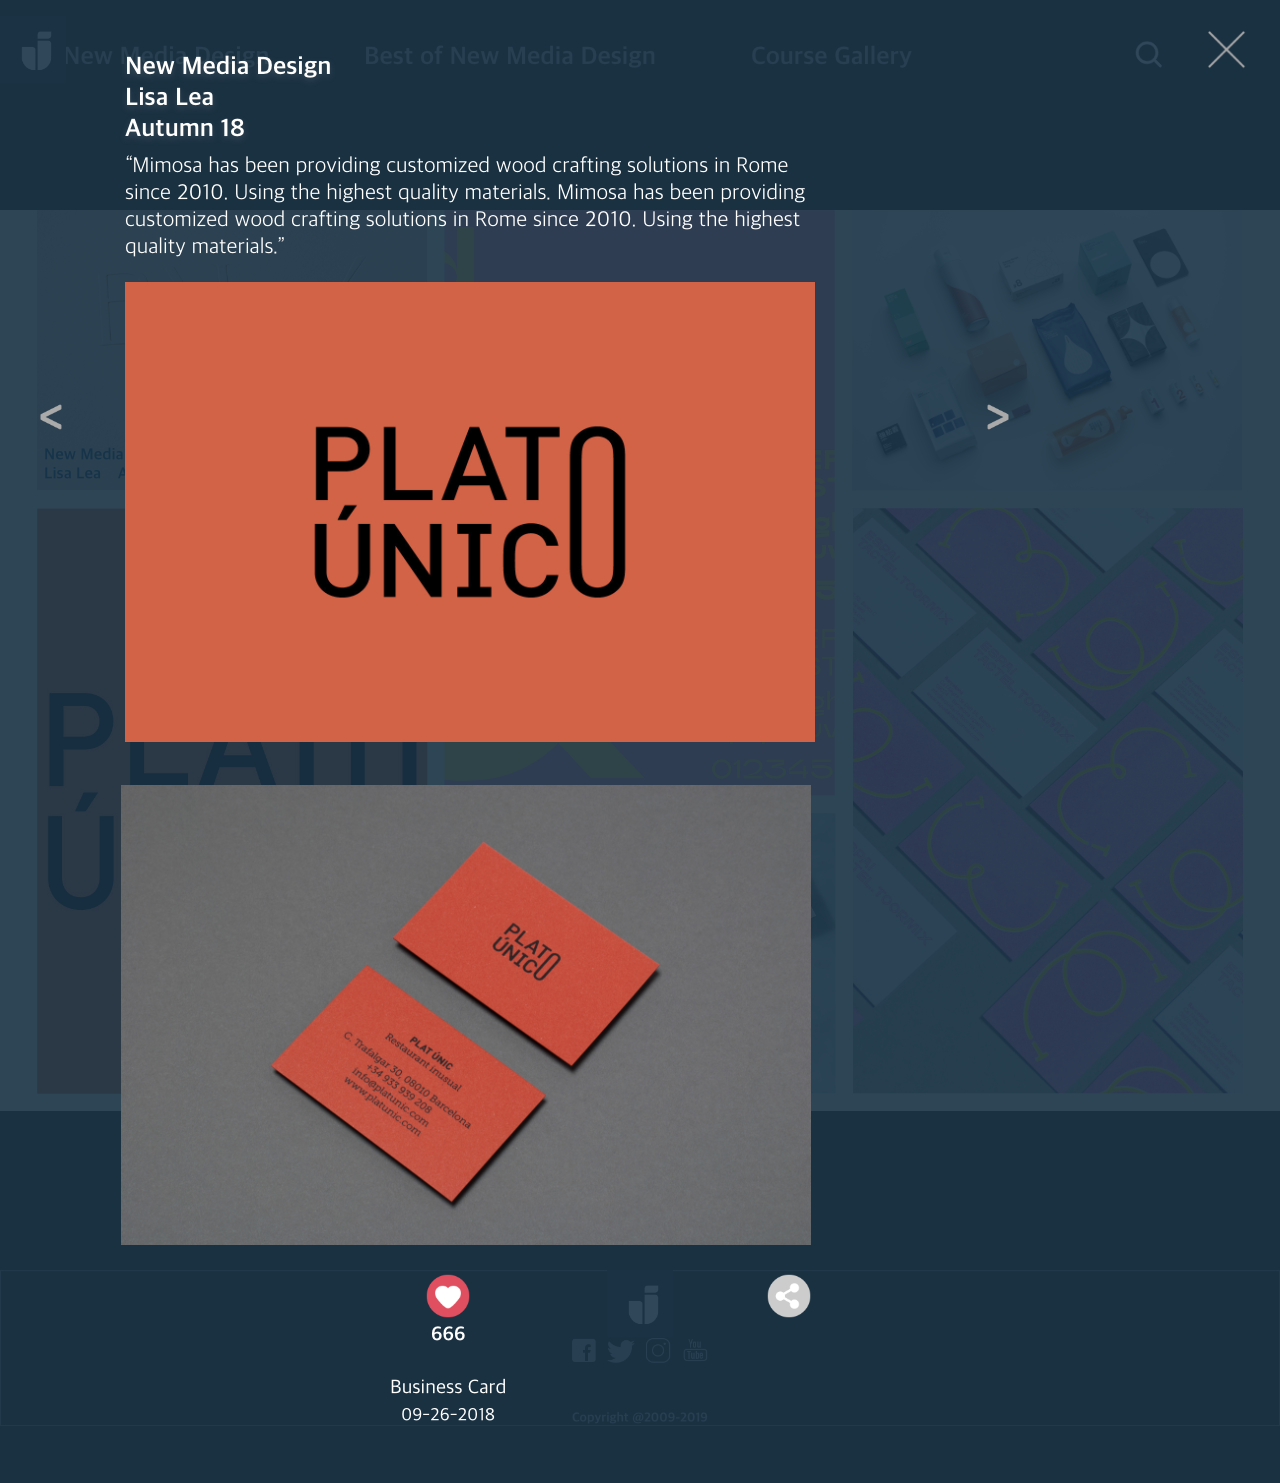 New Media Design
Best of New Media Design
Course Gallery
New Media Design
Lisa Lea
Autumn 18
“Mimosa has been providing customized wood crafting solutions in Rome
since 2010. Using the highest quality materials. Mimosa has been providing
customized wood crafting solutions in Rome since 2010. Using the highest
quality materials.”
<
>
New Media
Lisa Lea
PLATO
ÚNICO
012345
PLATO
ÚNICO
PLAT ÚNIC
Restaurant inusual
C. Trafalgar 30, 08010 Barcelona
+34 933 939 208
info@platunic.com
www.platunic.com
666
You
Tube
Business Card
09-26-2018
Copyright @2009-2019